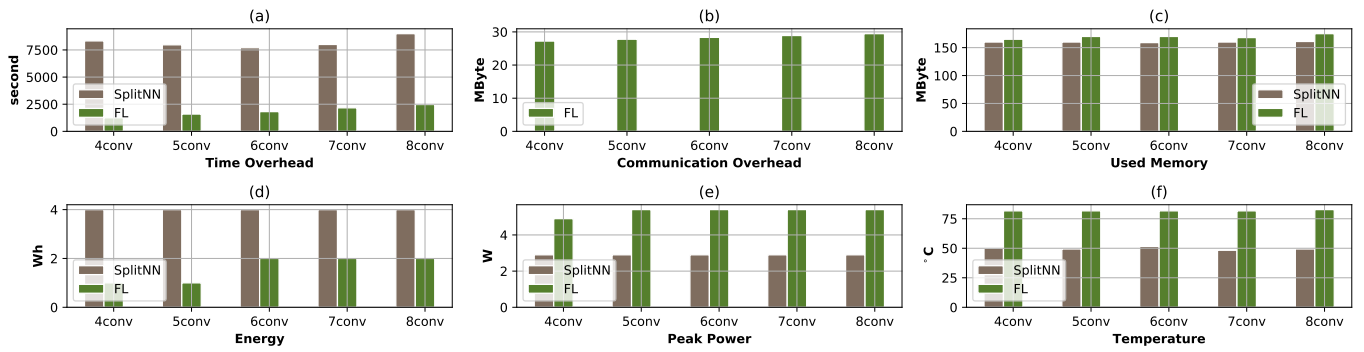 (a)
second
7500
5000
2500
0
SplitNN
FL
4conv 5conv 6conv 7conv 8conv
Time Overhead
(b)
MByte
30
20
10
0
FL
4conv 5conv 6conv 7conv 8conv
Communication Overhead
(c)
MByte
150
100
50
0
SplitNN
FL
4conv 5conv 6conv 7conv 8conv
Used Memory
(d)
Wh
4
2
0
SplitNN
FL
4conv 5conv 6conv 7conv 8conv
Energy
(e)
W
4
2
0
SplitNN
FL
4conv 5conv 6conv 7conv 8conv
Peak Power
(f)
°C
75
50
25
0
SplitNN
FL
4conv 5conv 6conv 7conv 8conv
Temperature